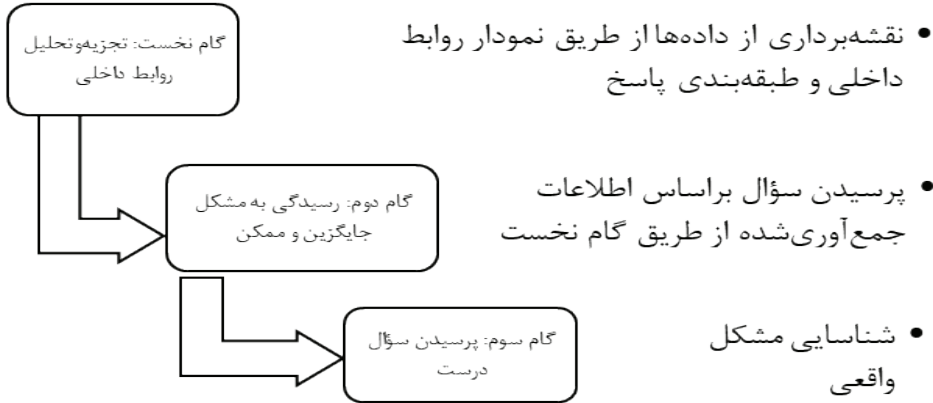 گام نخست: تجزیه‌وتحلیل
روابط داخلی
• نقشه‌برداری از داده‌ها از طریق نمودار روابط
داخلی و طبقه‌بندی پاسخ
گام دوم: رسیدگی به مشکل
جایگزین و ممکن
• پرسیدن سؤال براساس اطلاعات
جمع‌آوری‌شده از طریق گام نخست
گام سوم: پرسیدن سؤال
درست
• شناسایی مشکل
واقعی